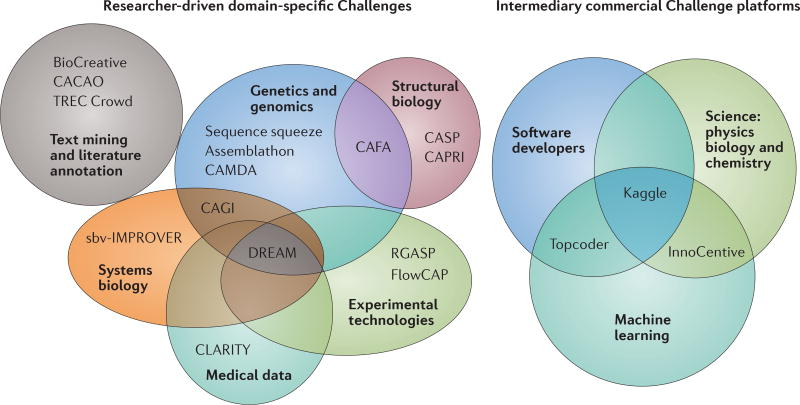 Researcher-driven domain-specific Challenges
BioCreative
CACAO
TREC Crowd
Text mining
and literature
annotation
Genetics and
genomics
Sequence squeeze
Assemblathon
CAMDA
Structural
biology
CAFA
CASP
CAPRI
CAGI
sbv-IMPROVER
Systems
biology
DREAM
RGASP
FlowCAP
Experimental
technologies
CLARITY
Medical data
Intermediary commercial Challenge platforms
Software
developers
Science:
physics
biology and
chemistry
Kaggle
Topcoder
InnoCentive
Machine
learning